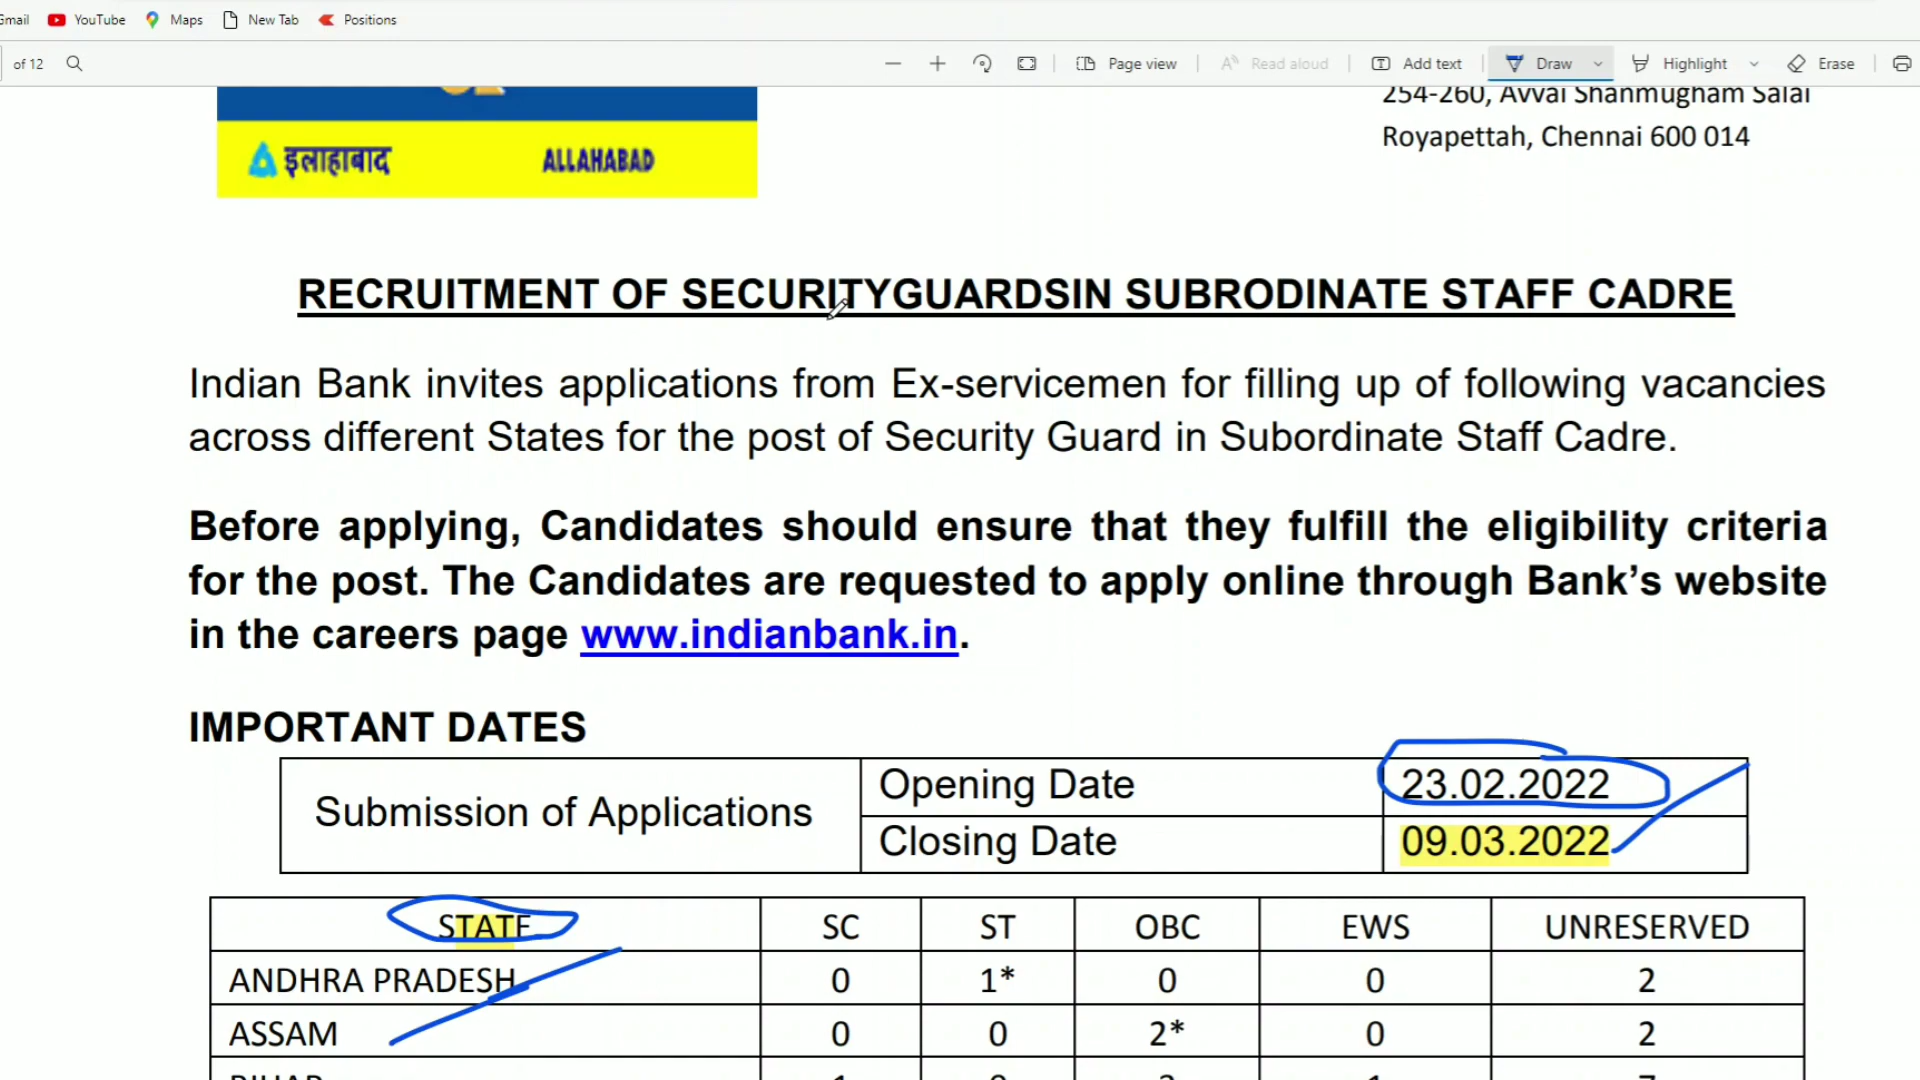 Gmail YouTube Maps New Tab Positions
of 12 Page view Read aloud Add text Draw Highlight Erase
254-260, Avvai Shanmugham Salai
Royapettah, Chennai 600 014
इलाहाबाद ALLAHABAD
RECRUITMENT OF SECURITYGUARDSIN SUBRODINATE STAFF CADRE
Indian Bank invites applications from Ex-servicemen for filling up of following vacancies
across different States for the post of Security Guard in Subordinate Staff Cadre.
Before applying, Candidates should ensure that they fulfill the eligibility criteria
for the post. The Candidates are requested to apply online through Bank’s website
in the careers page www.indianbank.in.
IMPORTANT DATES
Submission of Applications Opening Date 23.02.2022
Closing Date 09.03.2022
STATE SC ST OBC EWS UNRESERVED
ANDHRA PRADESH 0 1* 0 0 2
ASSAM 0 0 2* 0 2
BIHAR